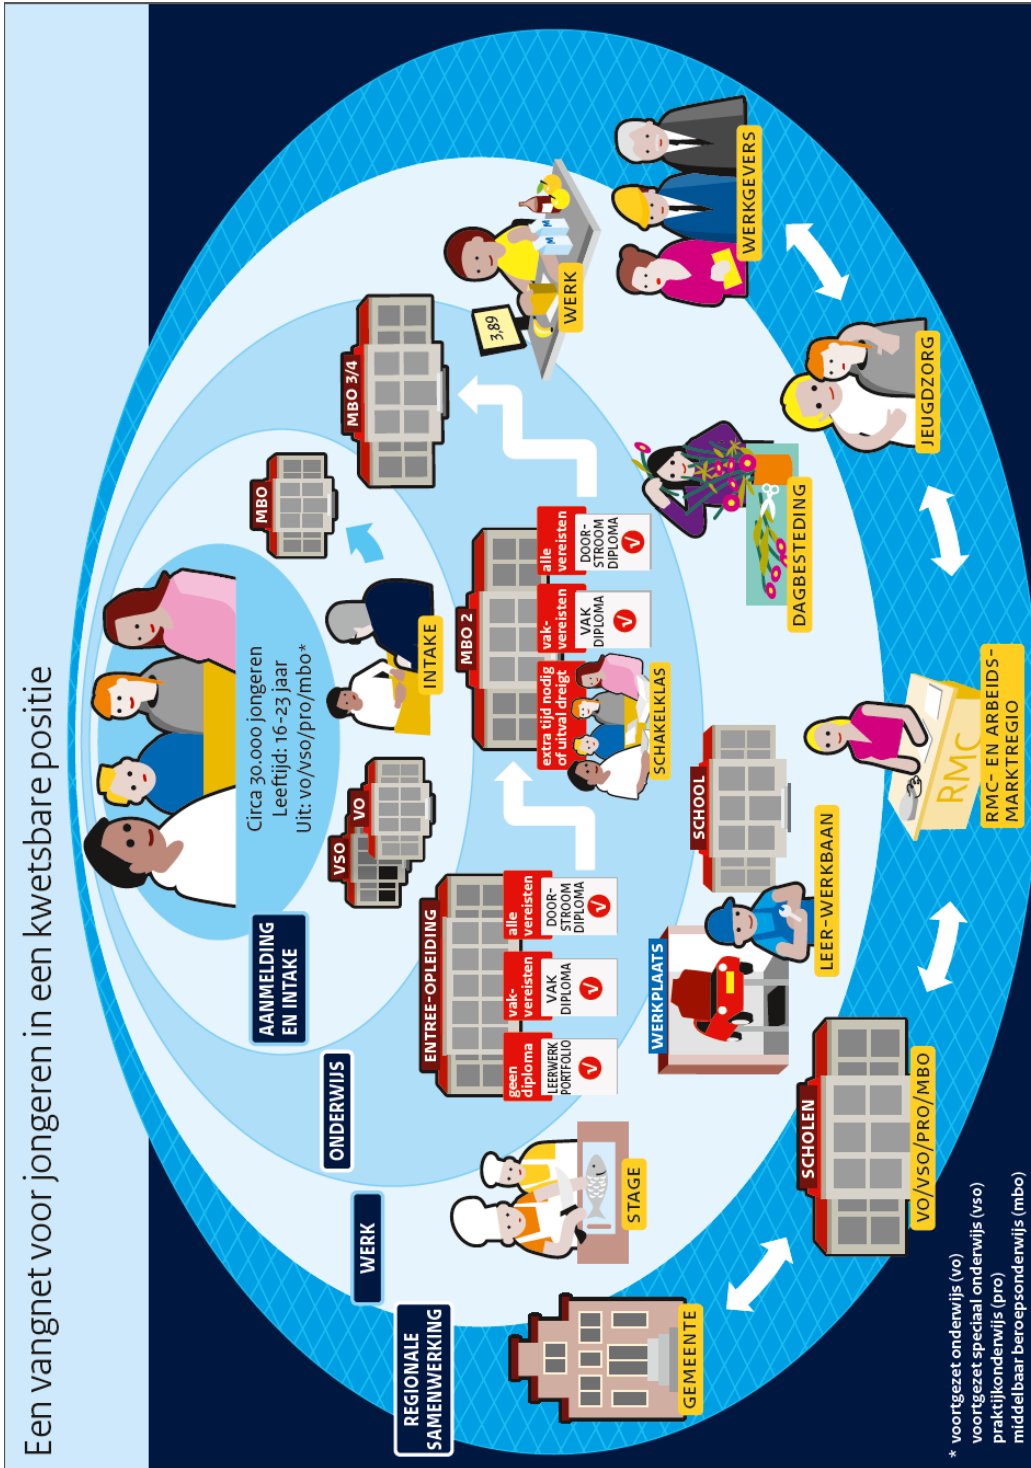 Een vangnet voor jongeren in een kwetsbare positie
Circa 30.000 jongeren
Leeftijd: 16-23 jaar
Uit: vo/vso/pro/mbo*
AANMELDING
EN INTAKE
VSO
VO
INTAKE
MBO
ONDERWIJS
ENTREE-OPLEIDING
geen
diploma
LEERWERK
PORTFOLIO
√
vak-
vereisten
VAK
DIPLOMA
√
alle
vereisten
DOOR-
STROOM
DIPLOMA
√
MBO 2
extra tijd nodig
of uitval dreigt
SCHAKELKLAS
vak-
vereisten
VAK
DIPLOMA
√
alle
vereisten
DOOR-
STROOM
DIPLOMA
√
MBO 3/4
WERK
STAGE
WERKPLAATS
SCHOOL
LEER-WERKBAAN
DAGBESTEDING
3,89
M
M
WERK
REGIONALE
SAMENWERKING
GEMEENTE
SCHOLEN
VO/VSO/PRO/MBO
RMC
RMC- EN ARBEIDS-
MARKTREGIO
JEUGDZORG
WERKGEVERS
* voortgezet onderwijs (vo)
voortgezet speciaal onderwijs (vso)
praktijkonderwijs (pro)
middelbaar beroepsonderwijs (mbo)